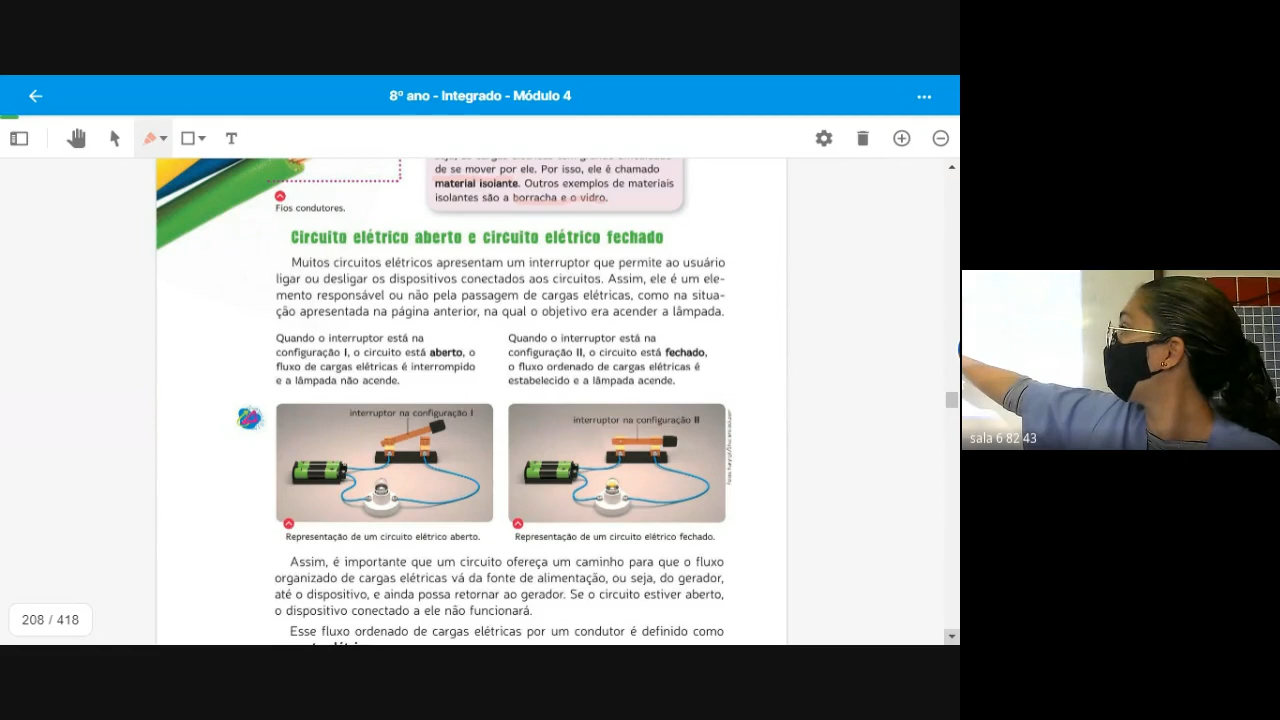 8º ano - Integrado - Módulo 4
de se mover por ele. Por isso, ele é chamado
material isolante. Outros exemplos de materiais
isolantes são a borracha e o vidro.
Fios condutores.
Circuito elétrico aberto e circuito elétrico fechado
Muitos circuitos elétricos apresentam um interruptor que permite ao usuário
ligar ou desligar os dispositivos conectados aos circuitos. Assim, ele é um ele-
mento responsável ou não pela passagem de cargas elétricas, como na situa-
ção apresentada na página anterior, na qual o objetivo era acender a lâmpada.
Quando o interruptor está na
configuração I, o circuito está aberto, o
fluxo de cargas elétricas é interrompido
e a lâmpada não acende.
Quando o interruptor está na
configuração II, o circuito está fechado,
o fluxo ordenado de cargas elétricas é
estabelecido e a lâmpada acende.
interruptor na configuração I
interruptor na configuração II
Representação de um circuito elétrico aberto.
Representação de um circuito elétrico fechado.
Assim, é importante que um circuito ofereça um caminho para que o fluxo
organizado de cargas elétricas vá da fonte de alimentação, ou seja, do gerador,
até o dispositivo, e ainda possa retornar ao gerador. Se o circuito estiver aberto,
o dispositivo conectado a ele não funcionará.
Esse fluxo ordenado de cargas elétricas por um condutor é definido como
208 / 418
sala 6 82 43